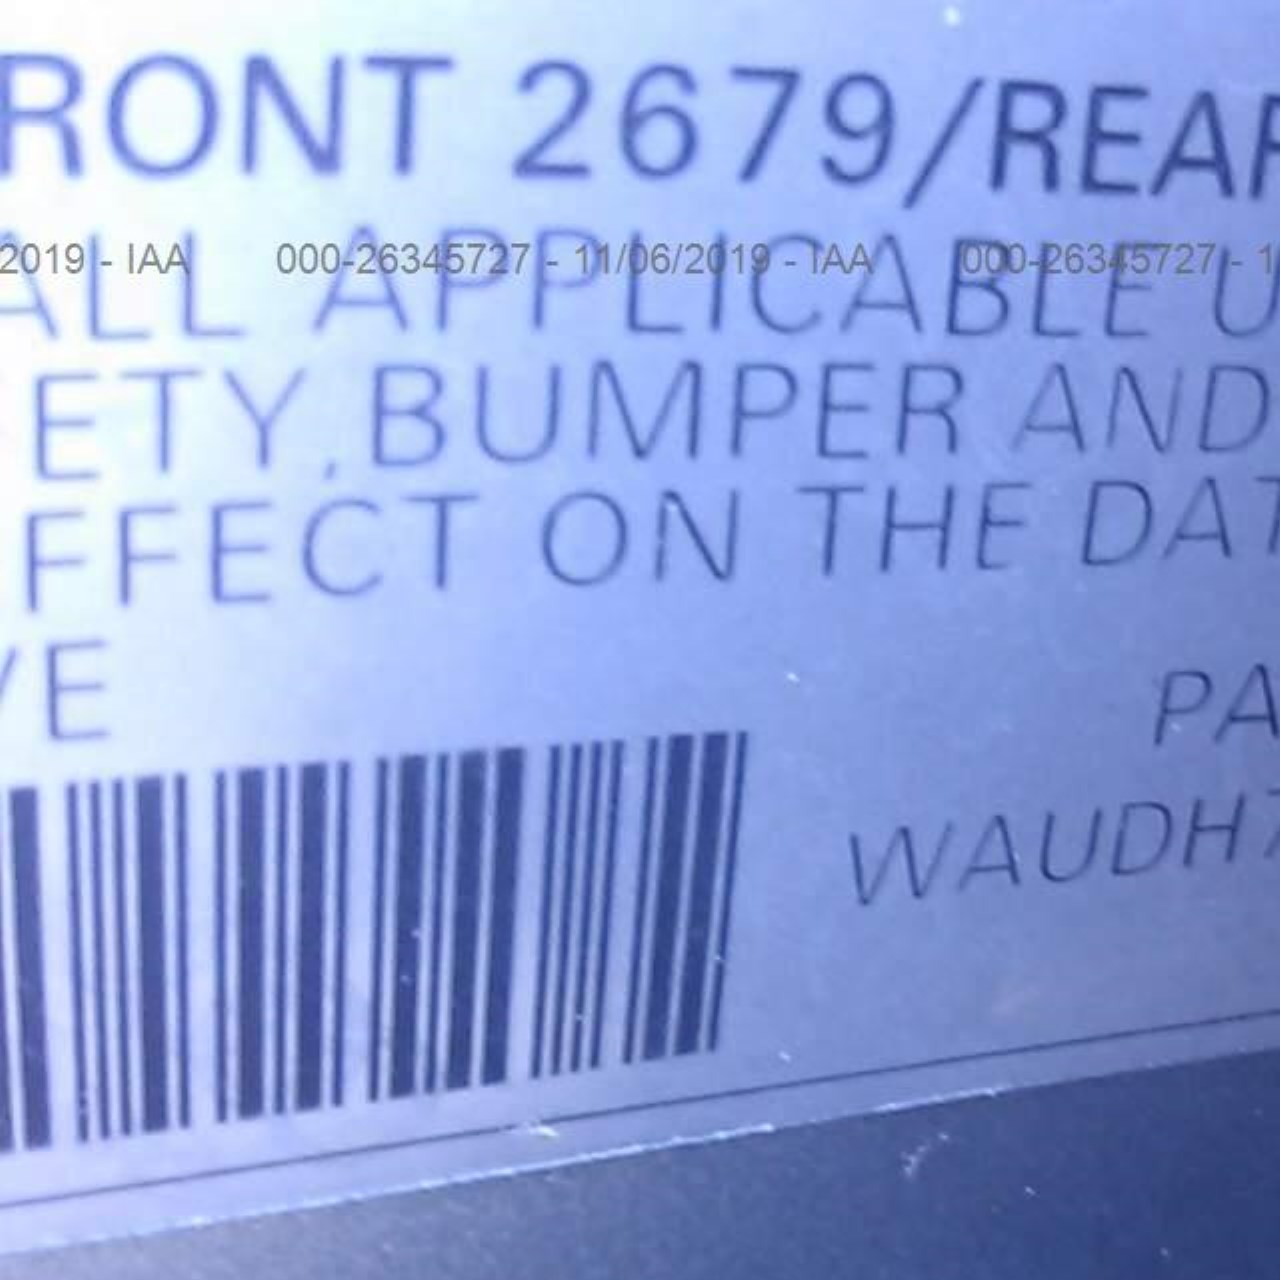 RONT 2679/REAR
2019 - IAA 000-26345727 - 11/06/2019 - IAA 000-26345727 - 1
ALL APPLICABLE U
ETY,BUMPER AND
FFECT ON THE DAT
VE
PA
WAUDH7